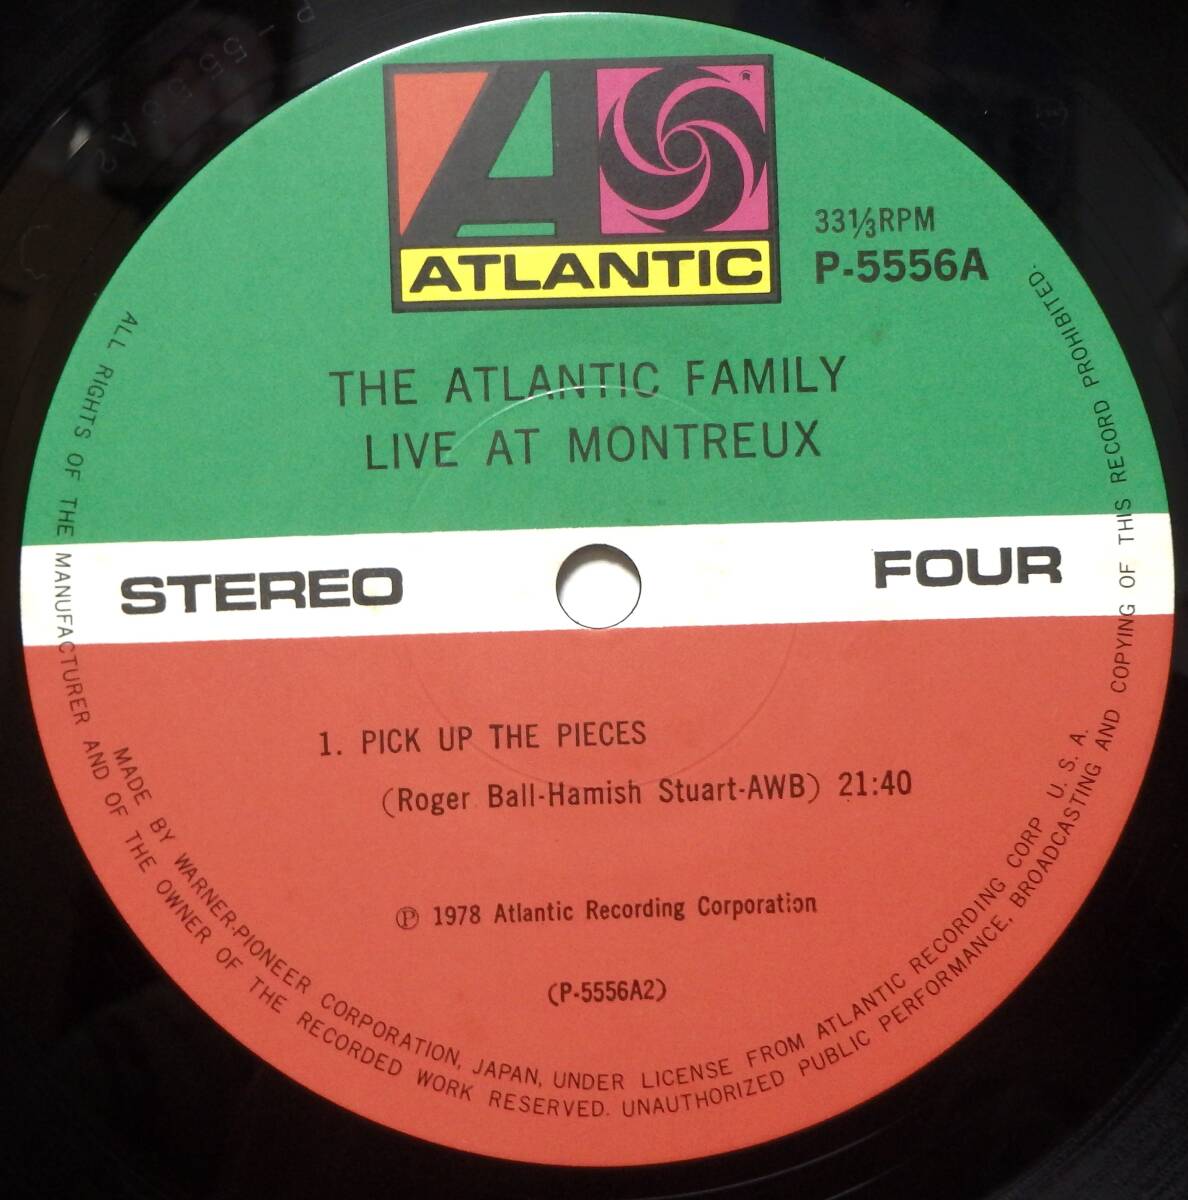 ATLANTIC
®
33⅓RPM
P-5556A
THE ATLANTIC FAMILY
LIVE AT MONTREUX
STEREO
FOUR
1. PICK UP THE PIECES
(Roger Ball-Hamish Stuart-AWB) 21:40
℗ 1978 Atlantic Recording Corporation
(P-5556A2)
MADE BY WARNER-PIONEER CORPORATION, JAPAN, UNDER LICENSE FROM ATLANTIC RECORDING CORP U. S. A.
ALL RIGHTS OF THE MANUFACTURER AND OF THE OWNER OF THE RECORDED WORK RESERVED. UNAUTHORIZED PUBLIC PERFORMANCE, BROADCASTING AND COPYING OF THIS RECORD PROHIBITED.
P-5556A2